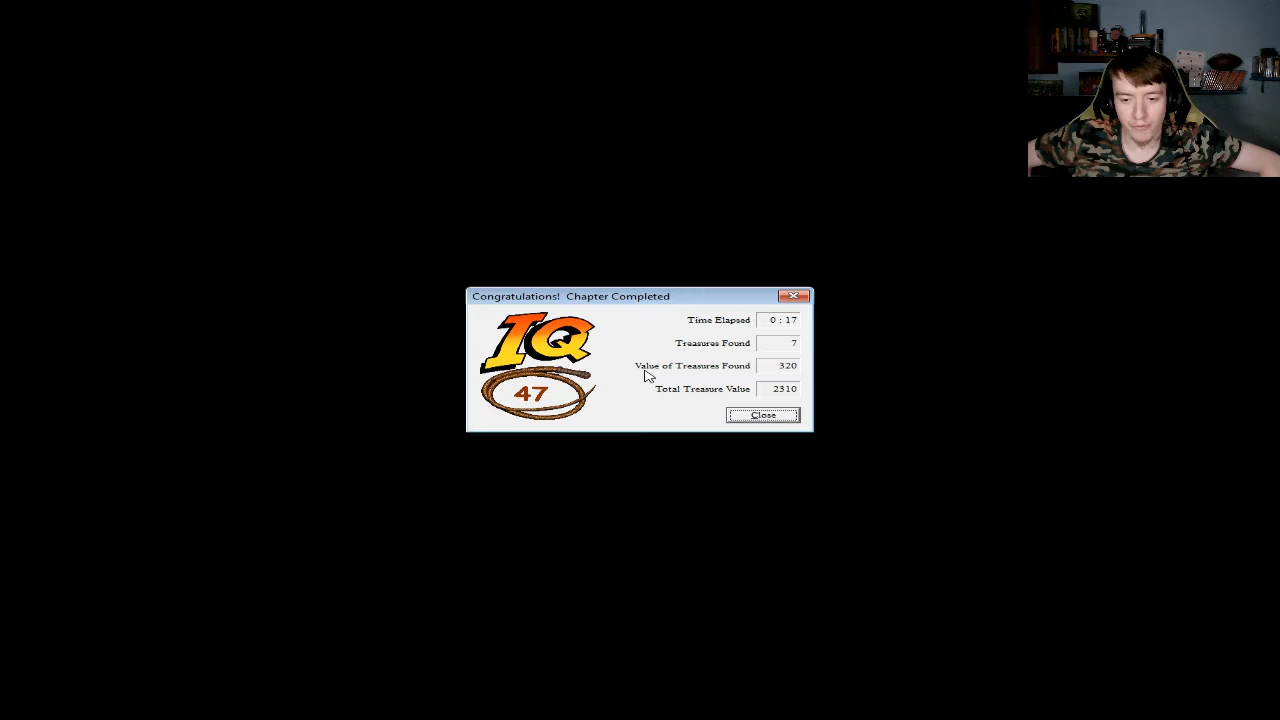 Congratulations!  Chapter Completed
IQ
47
Time Elapsed 0 : 17
Treasures Found 7
Value of Treasures Found 320
Total Treasure Value 2310
Close